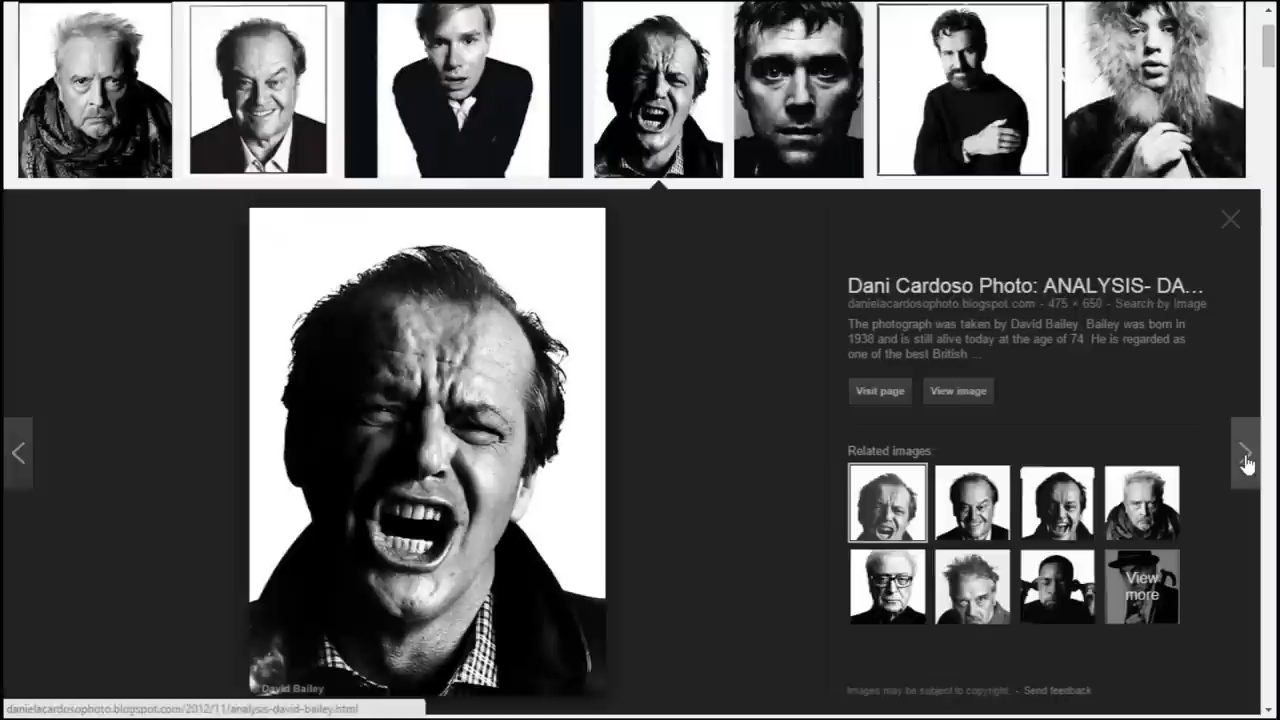 Dani Cardoso Photo: ANALYSIS- DA...
danielacardosophoto.blogspot.com - 475 × 650 - Search by Image
The photograph was taken by David Bailey Bailey was born in
1938 and is still alive today at the age of 74 He is regarded as
one of the best British ...
Visit page View image
Related images:
View
more
David Bailey
Images may be subject to copyright. - Send feedback
danielacardosophoto.blogspot.com/2012/11/analysis-david-bailey.html